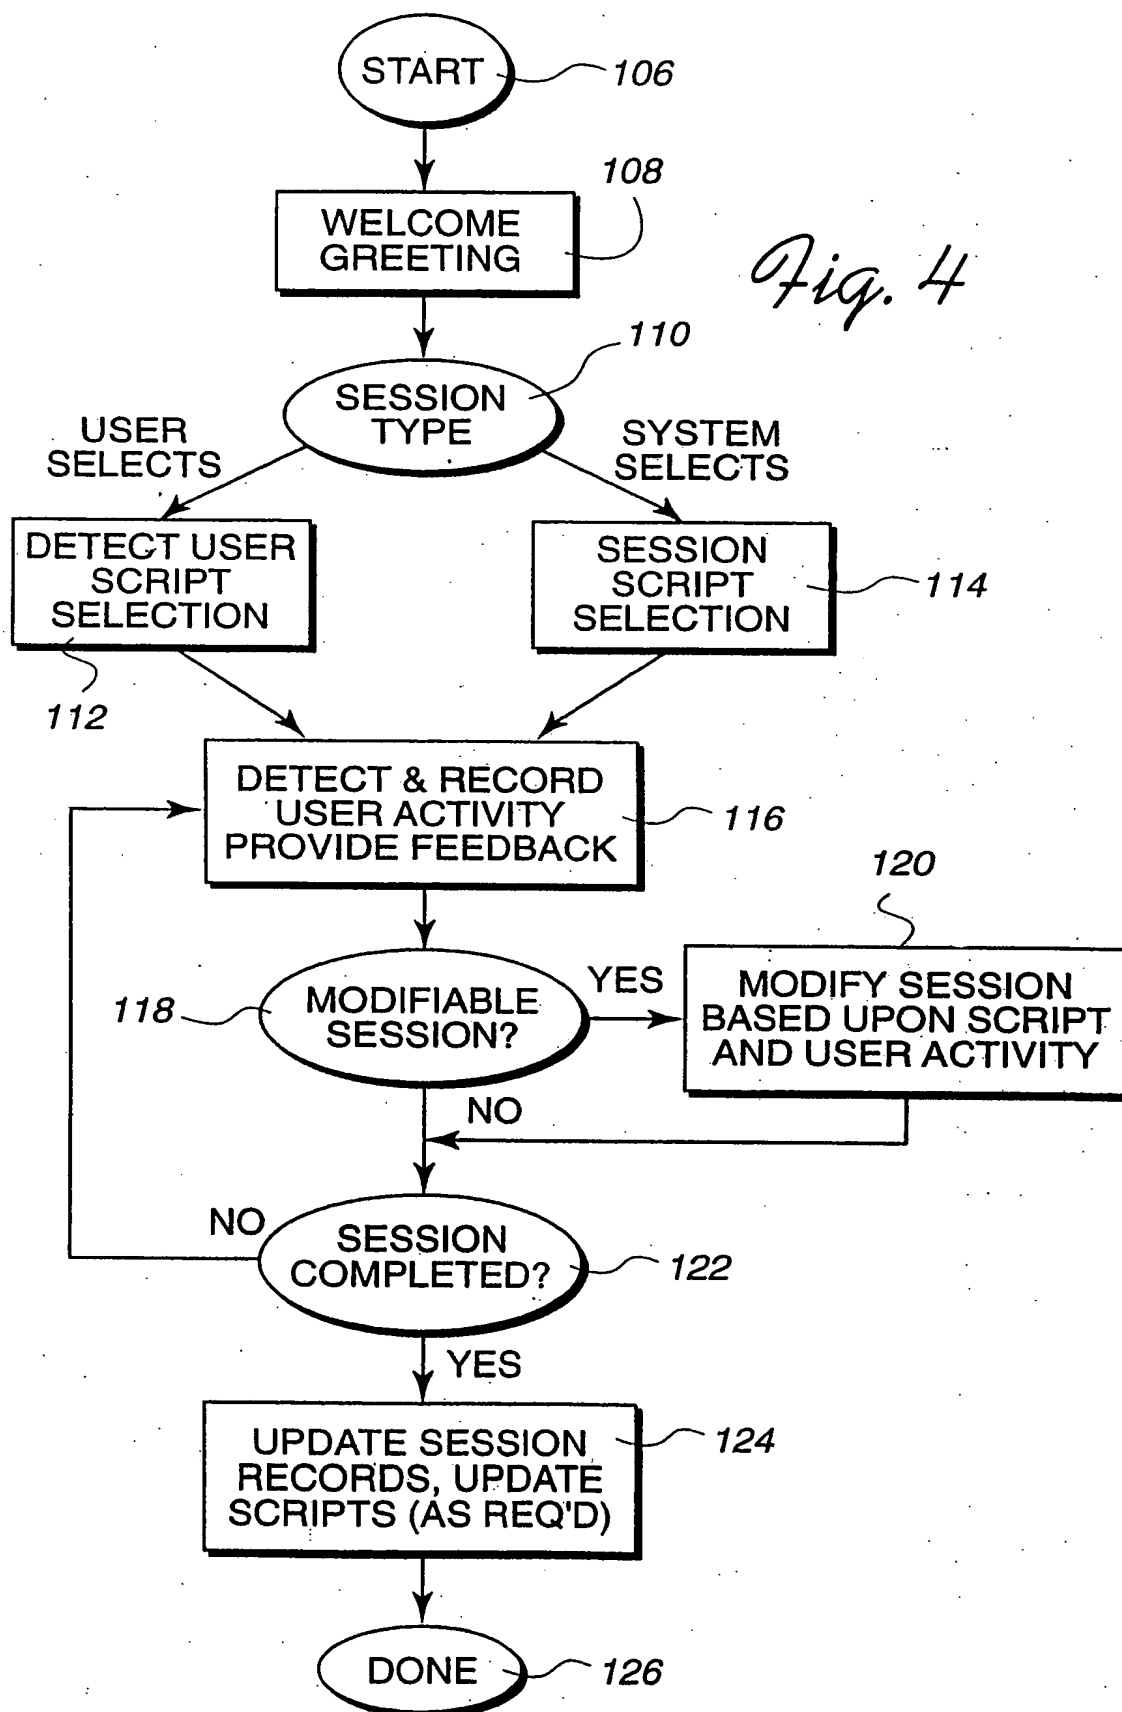 START
106
108
WELCOME
GREETING
Fig. 4
110
SESSION
TYPE
USER
SELECTS
SYSTEM
SELECTS
DETECT USER
SCRIPT
SELECTION
112
SESSION
SCRIPT
SELECTION
114
DETECT & RECORD
USER ACTIVITY
PROVIDE FEEDBACK
116
118
MODIFIABLE
SESSION?
YES
120
MODIFY SESSION
BASED UPON SCRIPT
AND USER ACTIVITY
NO
NO
SESSION
COMPLETED?
122
YES
UPDATE SESSION
RECORDS, UPDATE
SCRIPTS (AS REQ'D)
124
DONE
126